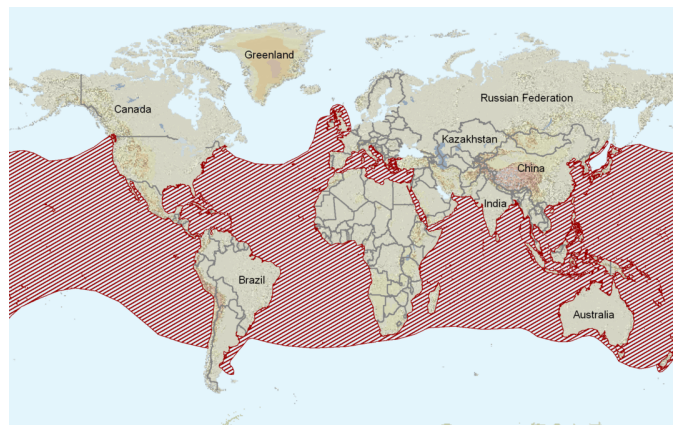 Greenland
Russian Federation
Canada
Kazakhstan
China
India
Brazil
Australia